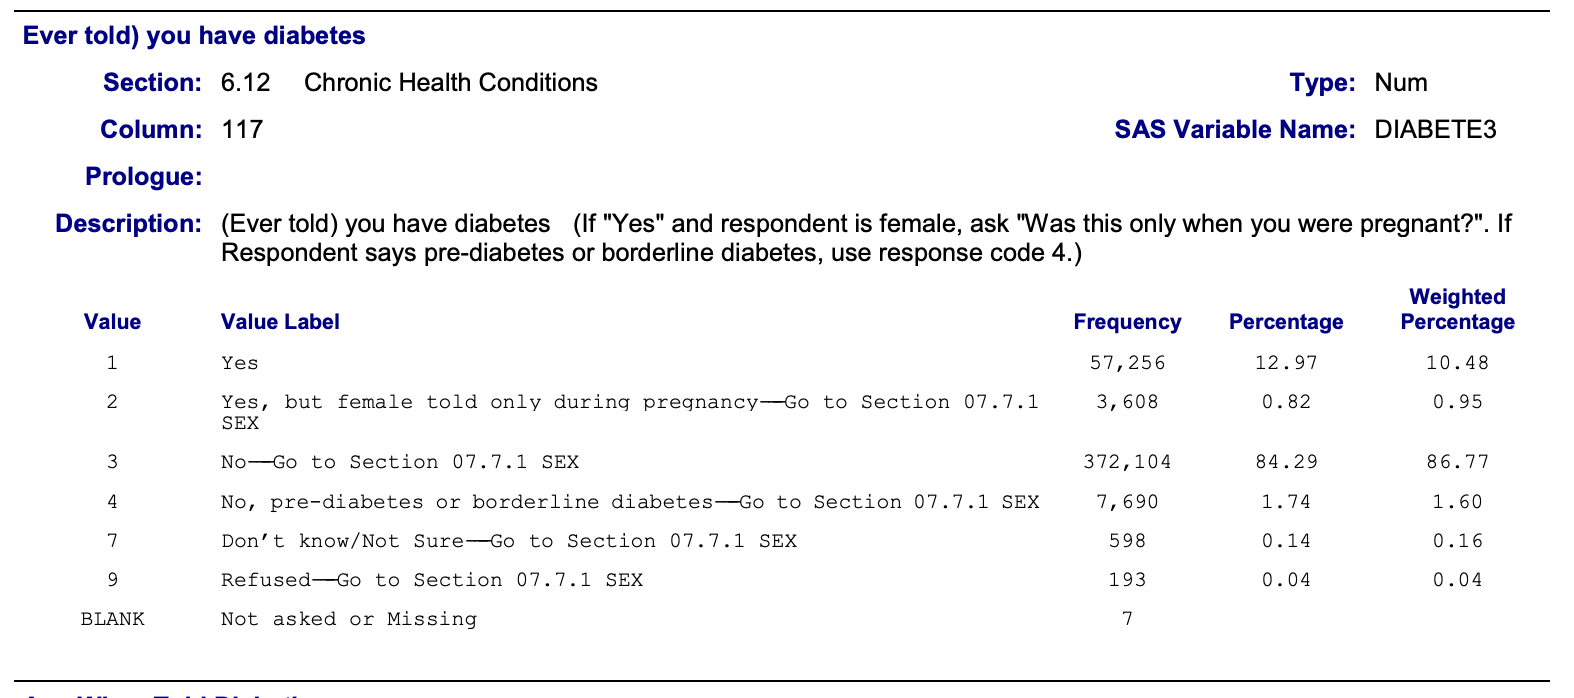 Ever told) you have diabetes
Section: 6.12 Chronic Health Conditions Type: Num
Column: 117 SAS Variable Name: DIABETE3
Prologue:
Description: (Ever told) you have diabetes (If "Yes" and respondent is female, ask "Was this only when you were pregnant?". If
Respondent says pre-diabetes or borderline diabetes, use response code 4.)
Weighted
Value Value Label Frequency Percentage Percentage
1 Yes 57,256 12.97 10.48
2 Yes, but female told only during pregnancy——Go to Section 07.7.1 3,608 0.82 0.95
SEX
3 No——Go to Section 07.7.1 SEX 372,104 84.29 86.77
4 No, pre-diabetes or borderline diabetes——Go to Section 07.7.1 SEX 7,690 1.74 1.60
7 Don’t know/Not Sure——Go to Section 07.7.1 SEX 598 0.14 0.16
9 Refused——Go to Section 07.7.1 SEX 193 0.04 0.04
BLANK Not asked or Missing 7